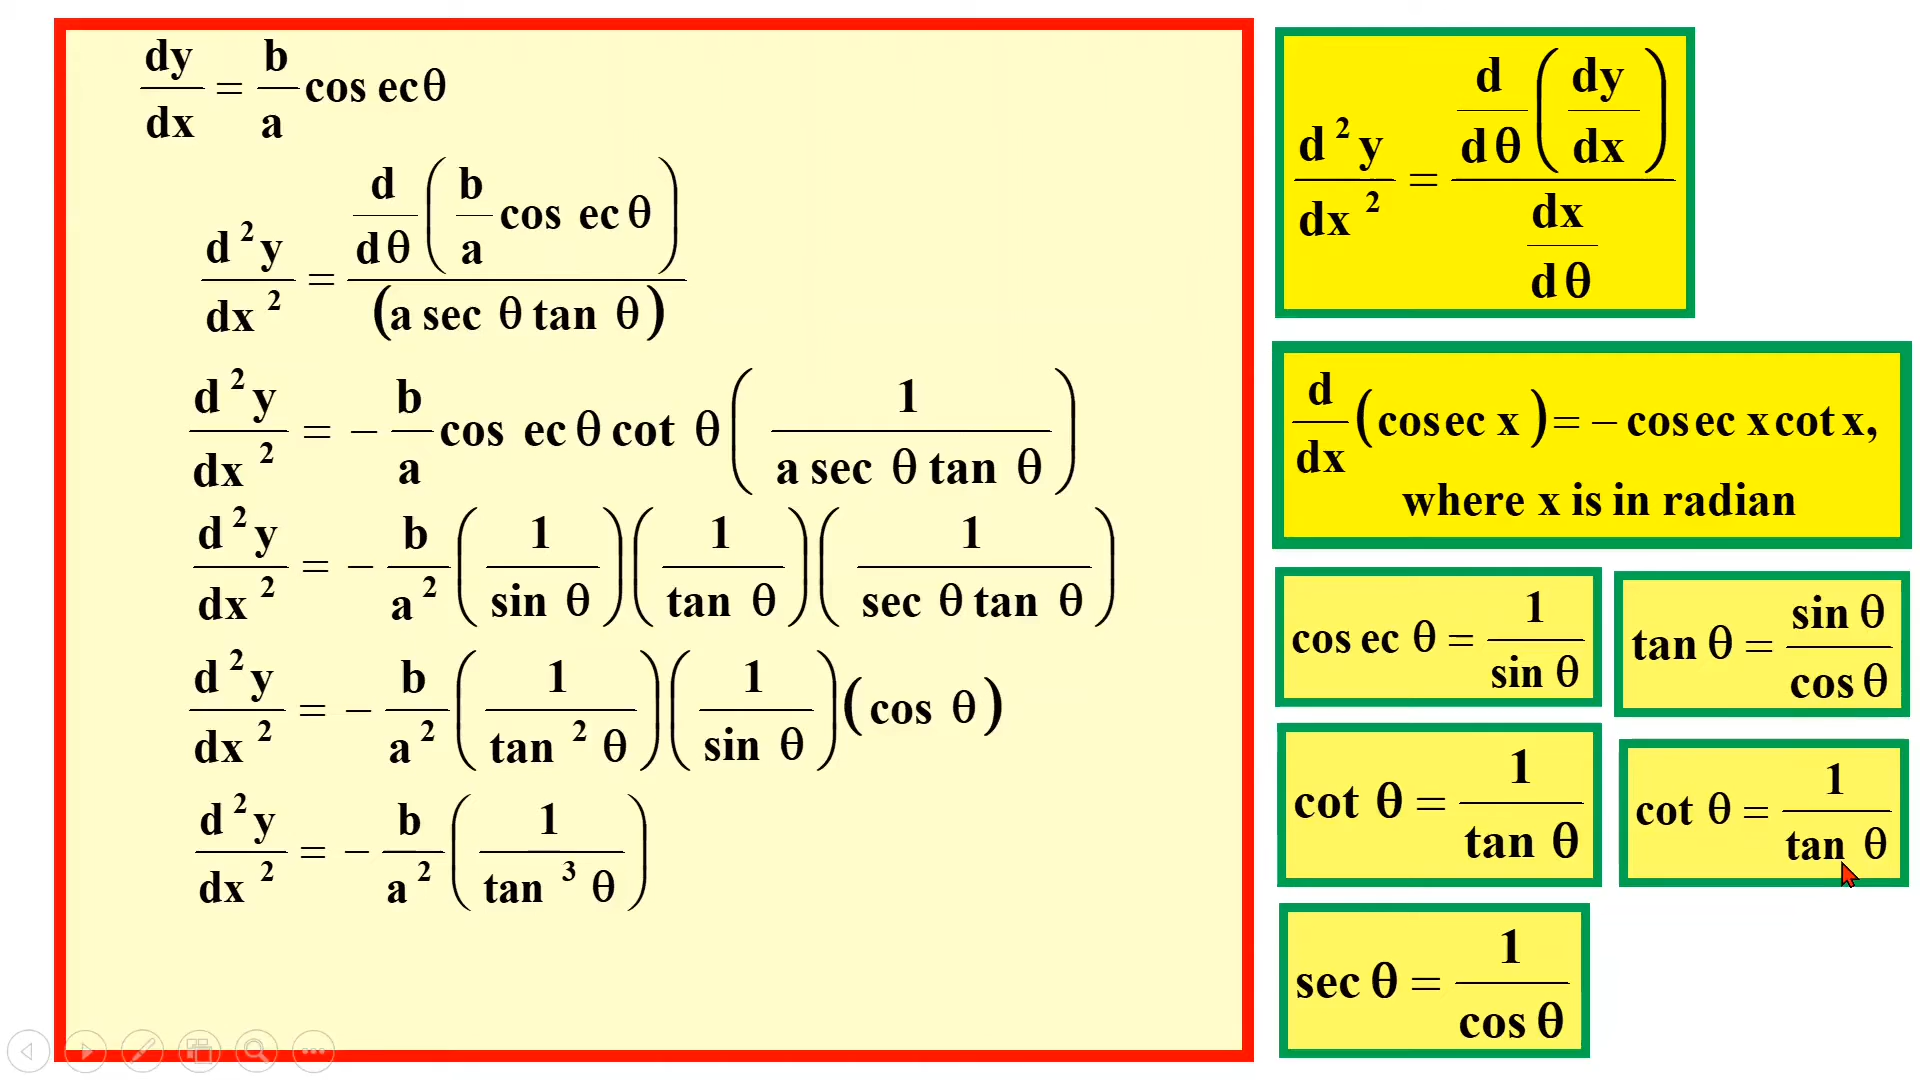 dy/dx = b/a cos ecθ
d²y/dx² = d/dθ (b/a cos ec θ) / (a sec θ tan θ)
d²y/dx² = − b/a cos ec θ cot θ (1 / a sec θ tan θ)
d²y/dx² = − b/a² (1/sin θ) (1/tan θ) (1/sec θ tan θ)
d²y/dx² = − b/a² (1/tan² θ) (1/sin θ) (cos θ)
d²y/dx² = − b/a² (1/tan³ θ)
d²y/dx² = d/dθ (dy/dx) / dx/dθ
d/dx (cosec x) = − cosec x cot x,
where x is in radian
cos ec θ = 1/sin θ
tan θ = sin θ/cos θ
cot θ = 1/tan θ
cot θ = 1/tan θ
sec θ = 1/cos θ